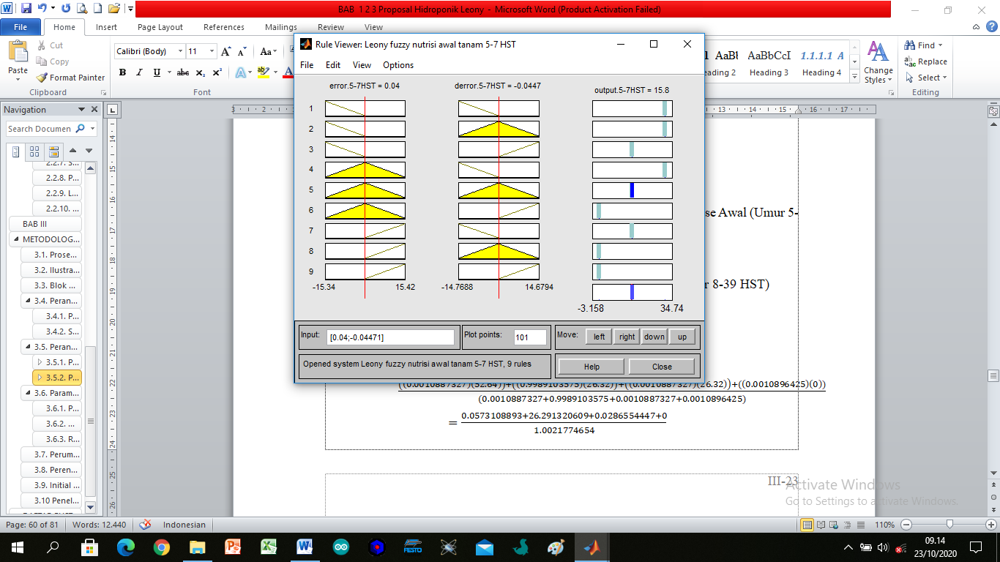 BAB 1 2 3 Proposal Hidroponik Leony - Microsoft Word (Product Activation Failed)
File Home Insert Page Layout References Mailings Review View
Paste
Cut
Copy
Format Painter
Clipboard
Calibri (Body) 11
Font
AaBb AaBbCcI 1.1.1.1 A
eading 2 Heading 3 Heading 4
Change Styles
Find
Replace
Select
Editing
Navigation
Search Documen
2.2.7. S...
2.2.8. P...
2.2.9. L...
2.2.10. ...
BAB III
METODOLOG...
3.1. Prose...
3.2. Ilustra...
3.3. Blok ...
3.4. Peran...
3.4.1. P...
3.4.2. S...
3.5. Peran...
3.5.1. P...
3.5.2. P...
3.6. Param...
3.6.1. P...
3.6.2. ...
3.6.3. R...
3.7. Perum...
3.8. Peren...
3.9. Initial ...
3.10 Penel...
Rule Viewer: Leony fuzzy nutrisi awal tanam 5-7 HST
File Edit View Options
error.5-7HST = 0.04 derror.5-7HST = -0.0447 output.5-7HST = 15.8
1
2
3
4
5
6
7
8
9
-15.34 15.42 -14.7688 14.6794
-3.158 34.74
Input: [0.04;-0.04471] Plot points: 101 Move: left right down up
Opened system Leony fuzzy nutrisi awal tanam 5-7 HST, 9 rules Help Close
se Awal (Umur 5-
r 8-39 HST)
((0.0010887327)(52.64))+((0.9989103575)(26.32))+((0.0010887327)(26.32))+((0.0010896425)(0))
(0.0010887327+0.9989103575+0.0010887327+0.0010896425)
= 0.0573108893+26.291320609+0.0286554447+0
1.0021774654
III-23
Activate Windows
Go to Settings to activate Windows.
Page: 60 of 81 Words: 12.440 Indonesian 110%
FESTO
09.14
23/10/2020